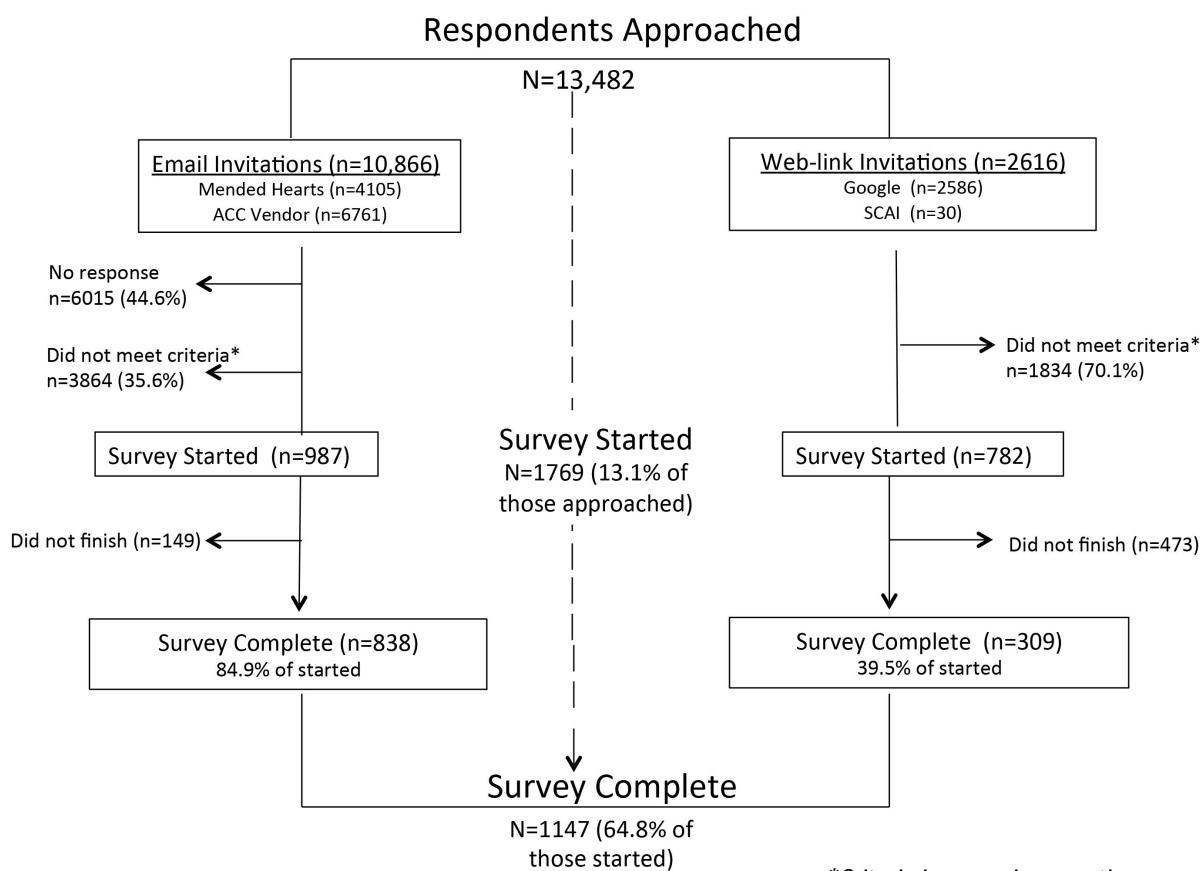 Respondents Approached
N=13,482
Email Invitations (n=10,866)
Mended Hearts (n=4105)
ACC Vendor (n=6761)
Web-link Invitations (n=2616)
Google (n=2586)
SCAI (n=30)
No response
n=6015 (44.6%)
Did not meet criteria*
n=3864 (35.6%)
Did not meet criteria*
n=1834 (70.1%)
Survey Started (n=987)
Survey Started
N=1769 (13.1% of
those approached)
Survey Started (n=782)
Did not finish (n=149)
Did not finish (n=473)
Survey Complete (n=838)
84.9% of started
Survey Complete (n=309)
39.5% of started
Survey Complete
N=1147 (64.8% of
those started)